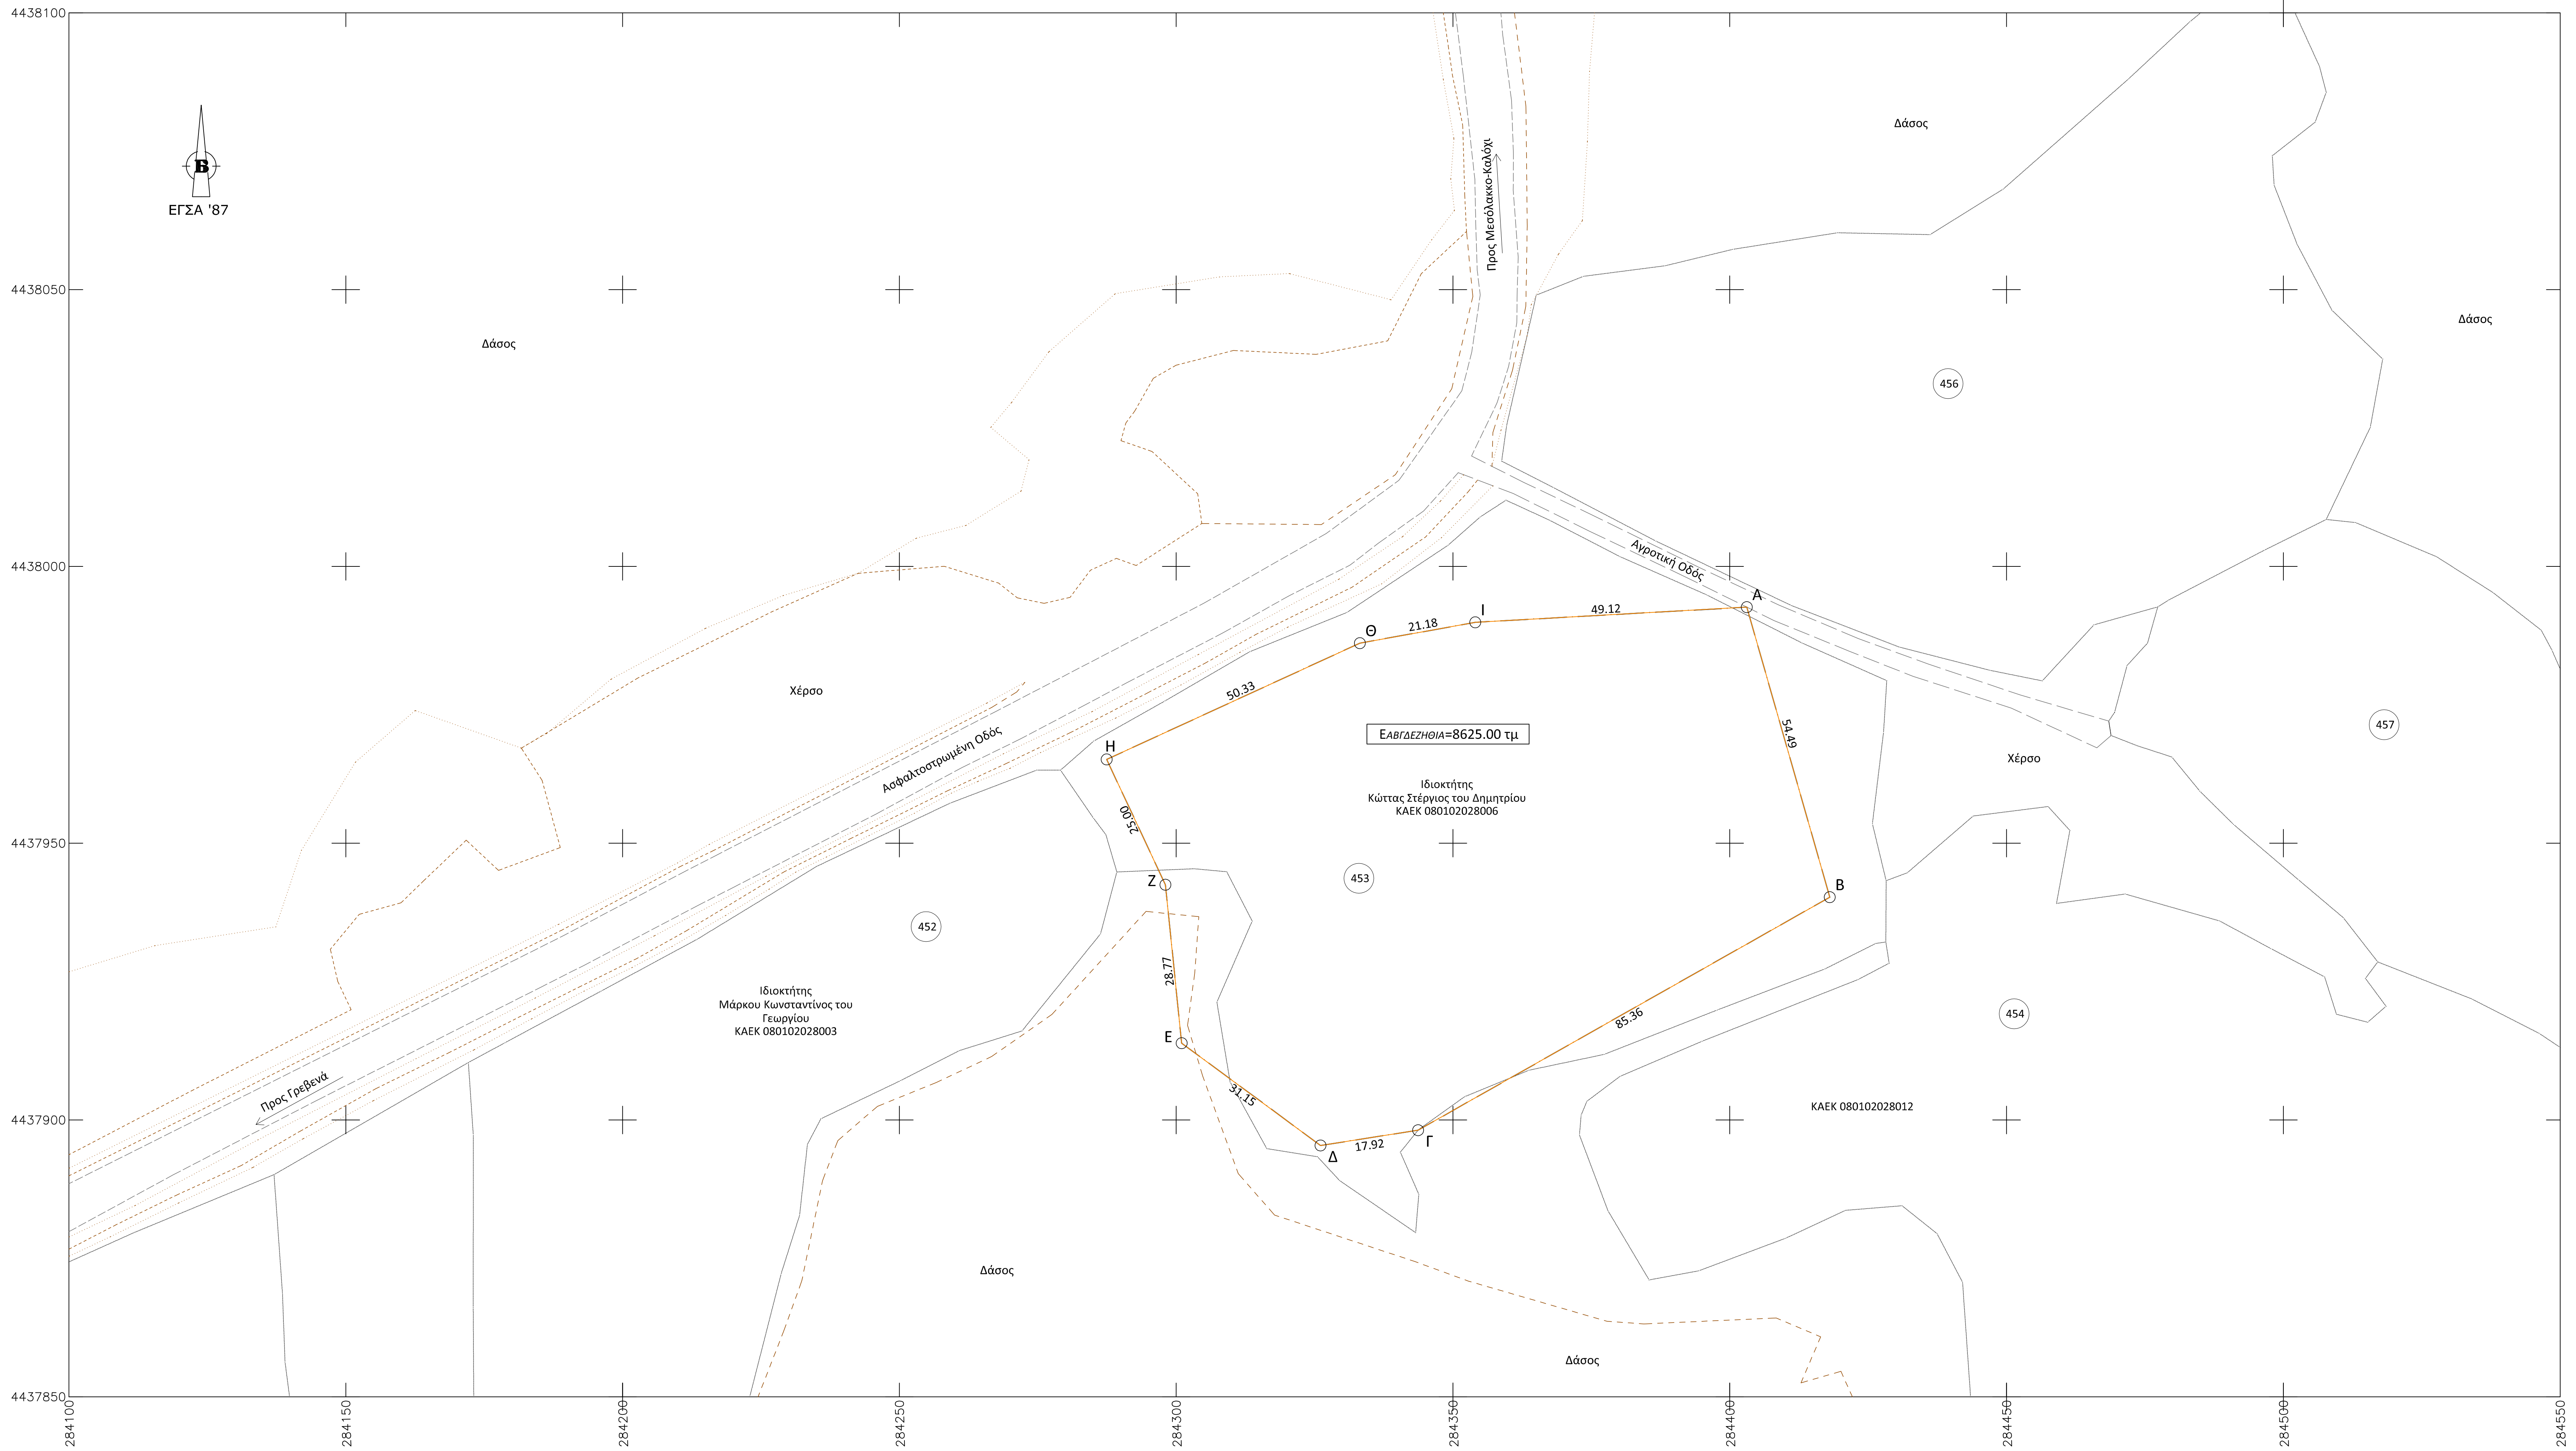 4438100
Β
ΕΓΣΑ '87
Δάσος
Προς Μεσόλακκο-Καλόχι
4438050
Δάσος
Δάσος
456
4438000
Αγροτική Οδός
Α
Ι
49.12
Θ
21.18
50.33
Χέρσο
Ασφαλτοστρωμένη Οδός
Η
54.49
457
ΕΑΒΓΔΕΖΗΘΙΑ=8625.00 τμ
Χέρσο
Ιδιοκτήτης
Κώττας Στέργιος του Δημητρίου
ΚΑΕΚ 080102028006
25.00
4437950
453
Ζ
Β
452
28.77
Ιδιοκτήτης
Μάρκου Κωνσταντίνος του
Γεωργίου
ΚΑΕΚ 080102028003
85.36
454
Ε
Προς Γρεβενά
31.15
4437900
ΚΑΕΚ 080102028012
17.92
Γ
Δ
Δάσος
Δάσος
4437850
284100
284150
284200
284250
284300
284350
284400
284450
284500
284550